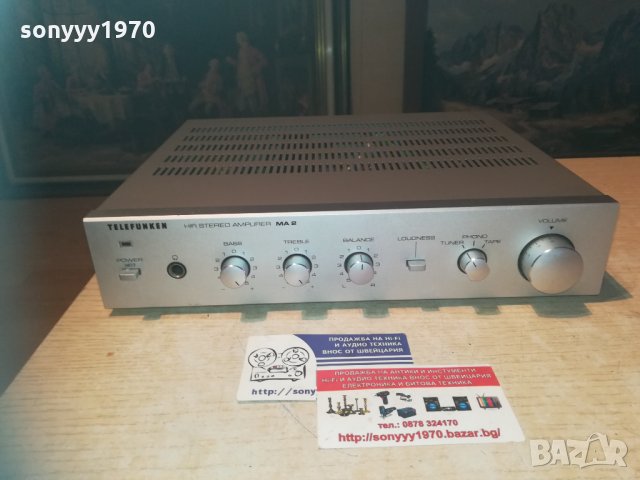 sonyyy1970
TELEFUNKEN
HiFi STEREO AMPLIFIER MA 2
POWER
BASS
TREBLE
BALANCE
LOUDNESS
TUNER
PHONO
TAPE
VOLUME
ПРОДАЖБА НА Hi-Fi
И АУДИО ТЕХНИКА
ВНОС ОТ ШВЕЙЦАРИЯ
http://sony
ПРОДАЖБА НА АНТИКИ И ИНСТРУМЕНТИ
Hi-Fi И АУДИО ТЕХНИКА ВНОС ОТ ШВЕЙЦАРИЯ
ЕЛЕКТРОНИКА И БИТОВА ТЕХНИКА
тел.: 0878 324170
http://sonyyy1970.bazar.bg/
bazar